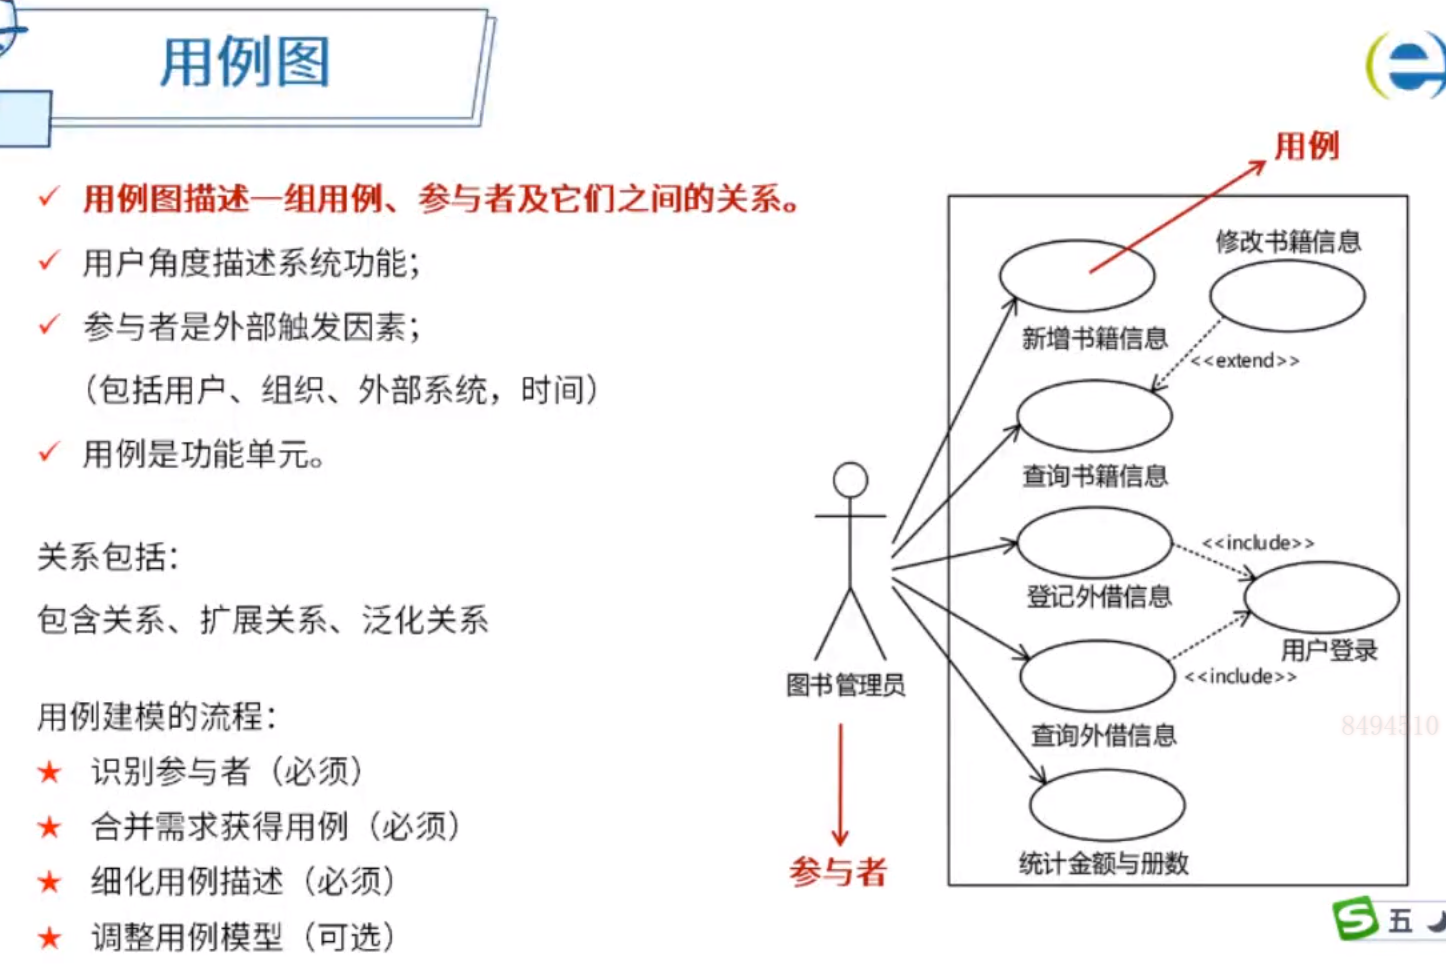 用例图
e
✓ 用例图描述一组用例、参与者及它们之间的关系。
✓ 用户角度描述系统功能；
✓ 参与者是外部触发因素；
（包括用户、组织、外部系统，时间）
✓ 用例是功能单元。
关系包括：
包含关系、扩展关系、泛化关系
用例建模的流程：
★ 识别参与者（必须）
★ 合并需求获得用例（必须）
★ 细化用例描述（必须）
★ 调整用例模型（可选）
用例
修改书籍信息
新增书籍信息
<<extend>>
查询书籍信息
<<include>>
登记外借信息
用户登录
图书管理员
<<include>>
8494510
查询外借信息
统计金额与册数
参与者
S 五